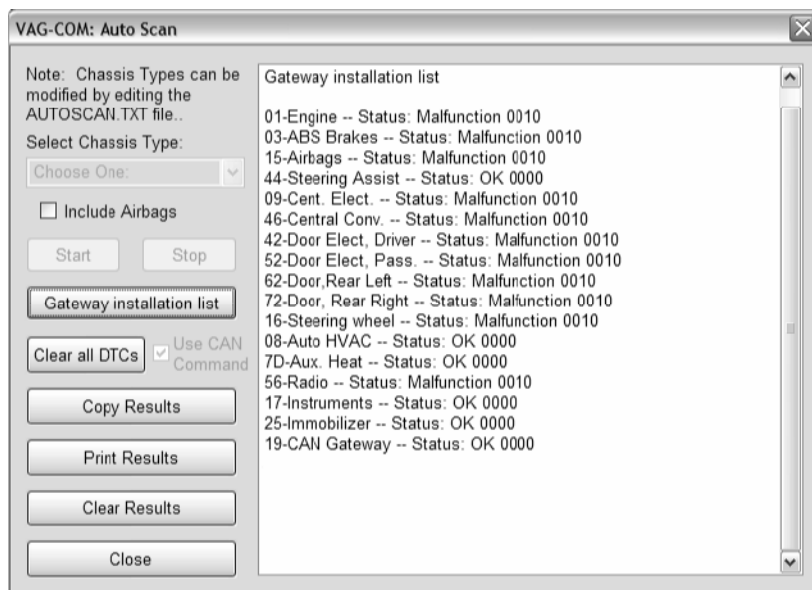 VAG-COM: Auto Scan
Note: Chassis Types can be
modified by editing the
AUTOSCAN.TXT file..
Select Chassis Type:
Choose One:
Include Airbags
Start
Stop
Gateway installation list
Clear all DTCs
Use CAN
Command
Copy Results
Print Results
Clear Results
Close
Gateway installation list
01-Engine -- Status: Malfunction 0010
03-ABS Brakes -- Status: Malfunction 0010
15-Airbags -- Status: Malfunction 0010
44-Steering Assist -- Status: OK 0000
09-Cent. Elect. -- Status: Malfunction 0010
46-Central Conv. -- Status: Malfunction 0010
42-Door Elect, Driver -- Status: Malfunction 0010
52-Door Elect, Pass. -- Status: Malfunction 0010
62-Door,Rear Left -- Status: Malfunction 0010
72-Door, Rear Right -- Status: Malfunction 0010
16-Steering wheel -- Status: Malfunction 0010
08-Auto HVAC -- Status: OK 0000
7D-Aux. Heat -- Status: OK 0000
56-Radio -- Status: Malfunction 0010
17-Instruments -- Status: OK 0000
25-Immobilizer -- Status: OK 0000
19-CAN Gateway -- Status: OK 0000